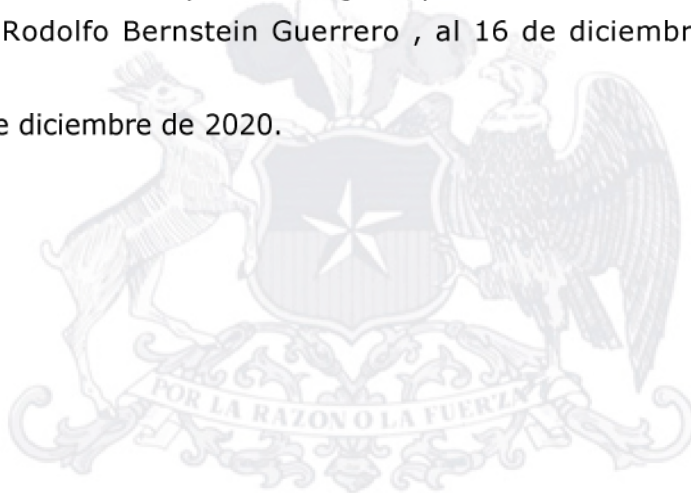 Rodolfo Bernstein Guerrero , al 16 de diciembr
e diciembre de 2020.
POR LA RAZON O LA FUERZA